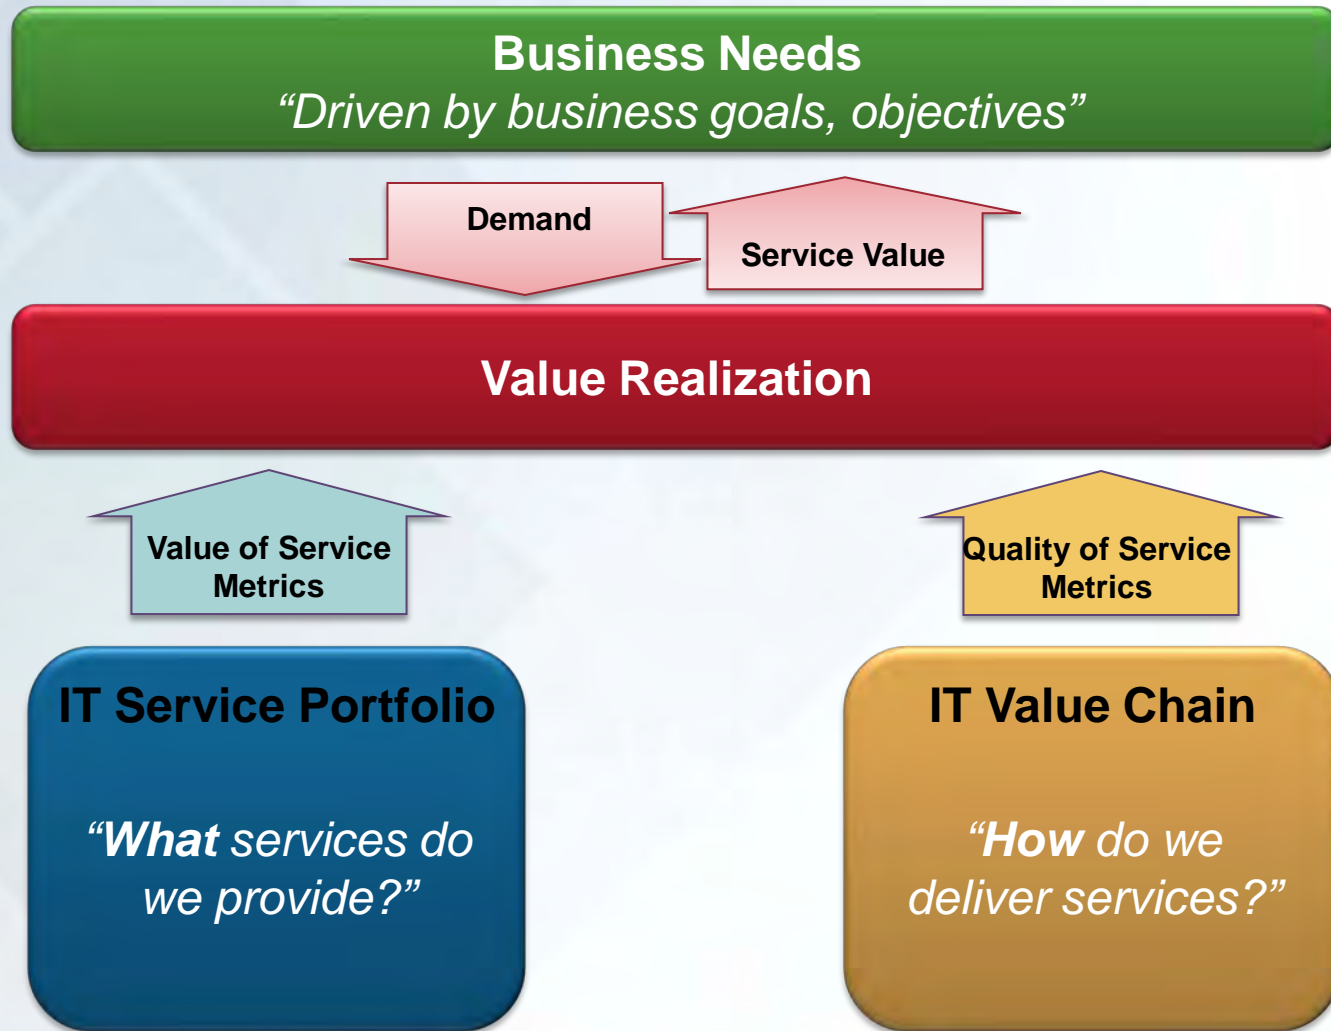 Business Needs
“Driven by business goals, objectives”
Demand
Service Value
Value Realization
Value of Service
Metrics
Quality of Service
Metrics
IT Service Portfolio
“What services do
we provide?”
IT Value Chain
“How do we
deliver services?”